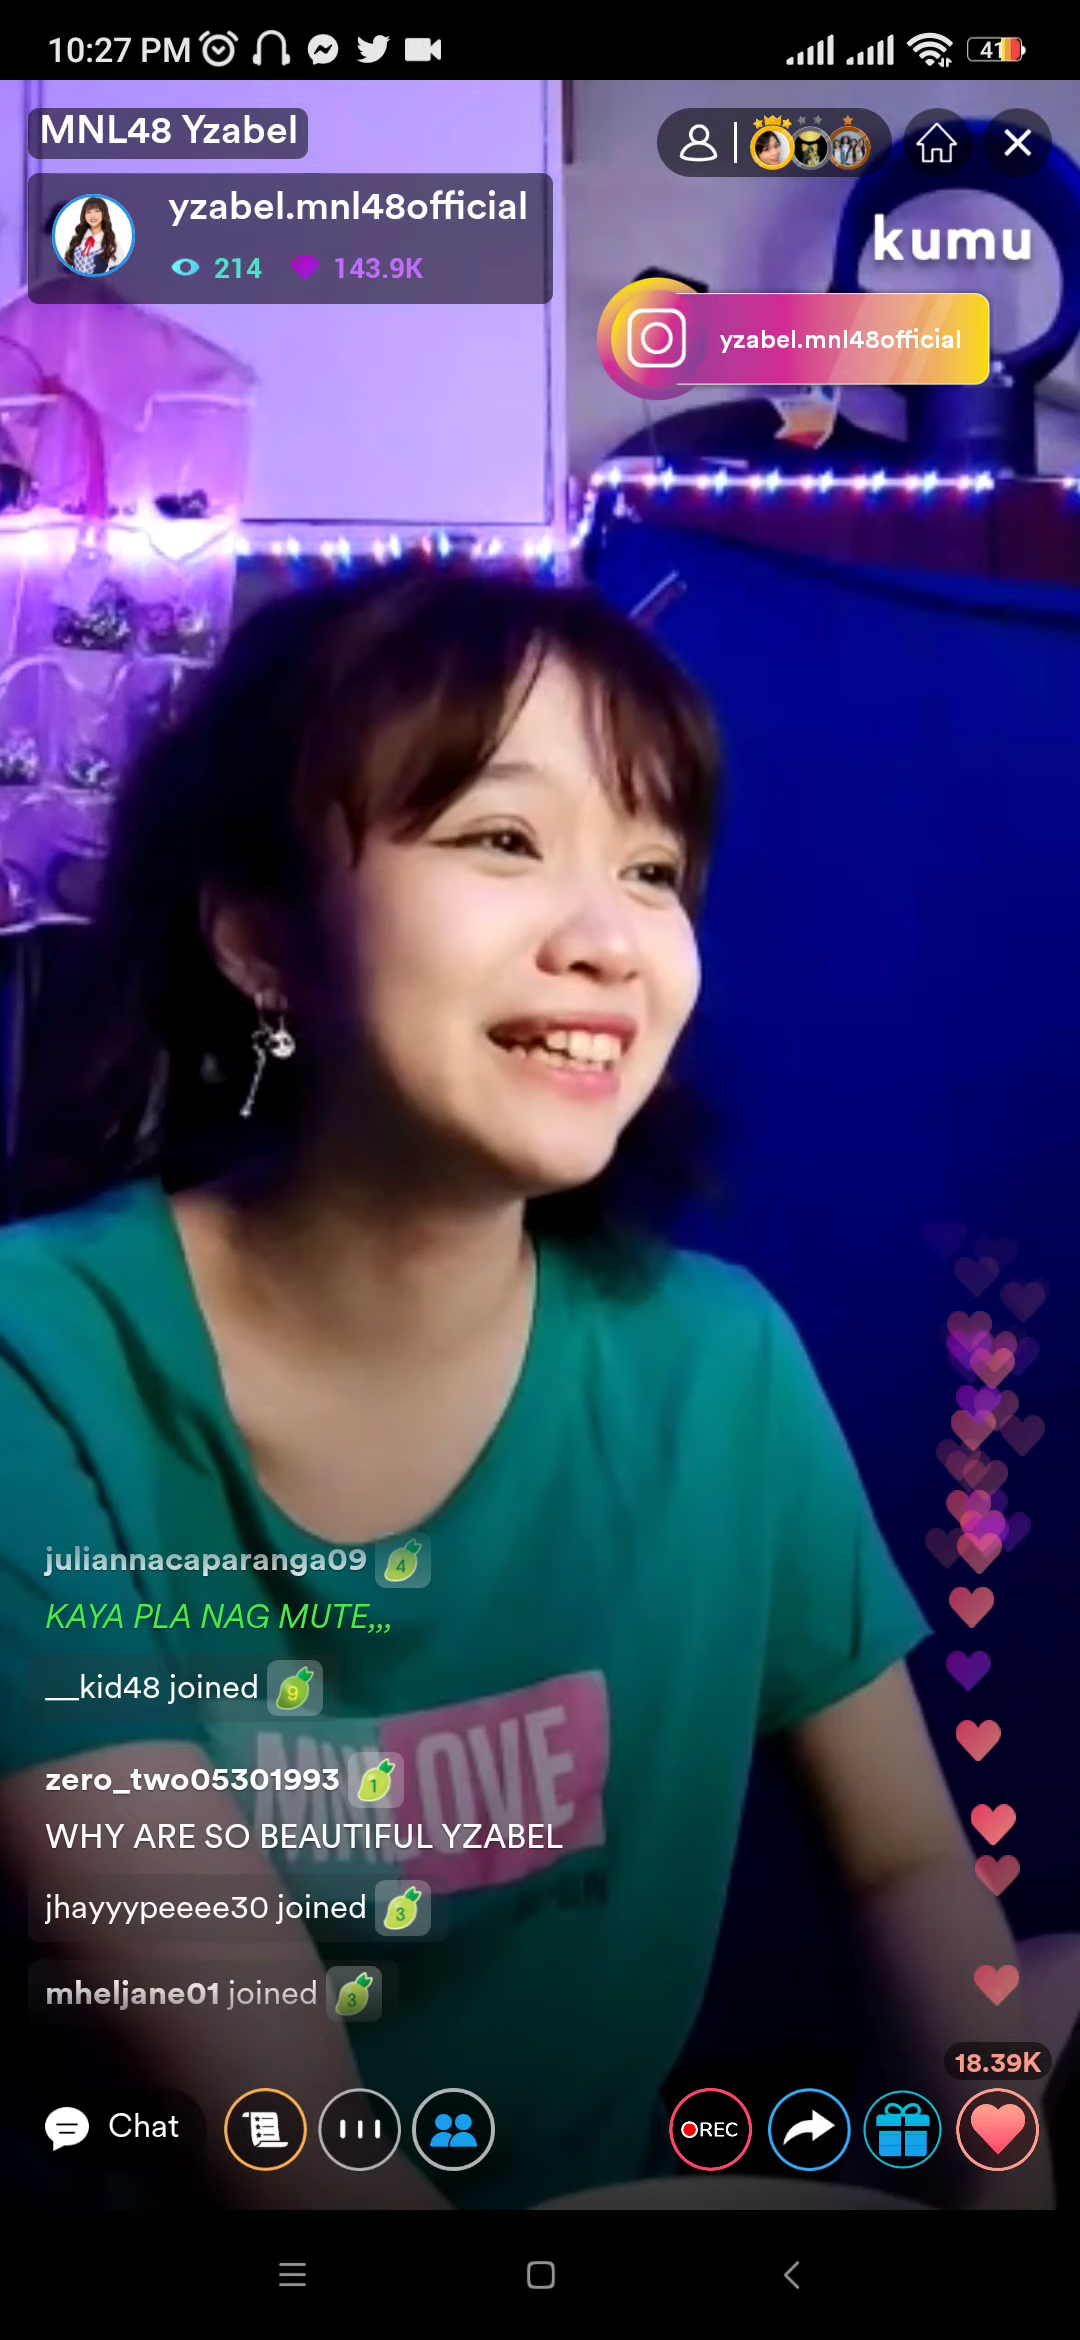 10:27 PM
41
MNL48 Yzabel
yzabel.mnl48official
214 143.9K
kumu
yzabel.mnl48official
juliannacaparanga09 4
KAYA PLA NAG MUTE,,,
__kid48 joined 9
zero_two05301993 1
WHY ARE SO BEAUTIFUL YZABEL
MNLOVE
jhayyypeeee30 joined 3
mheljane01 joined 3
18.39K
Chat
REC